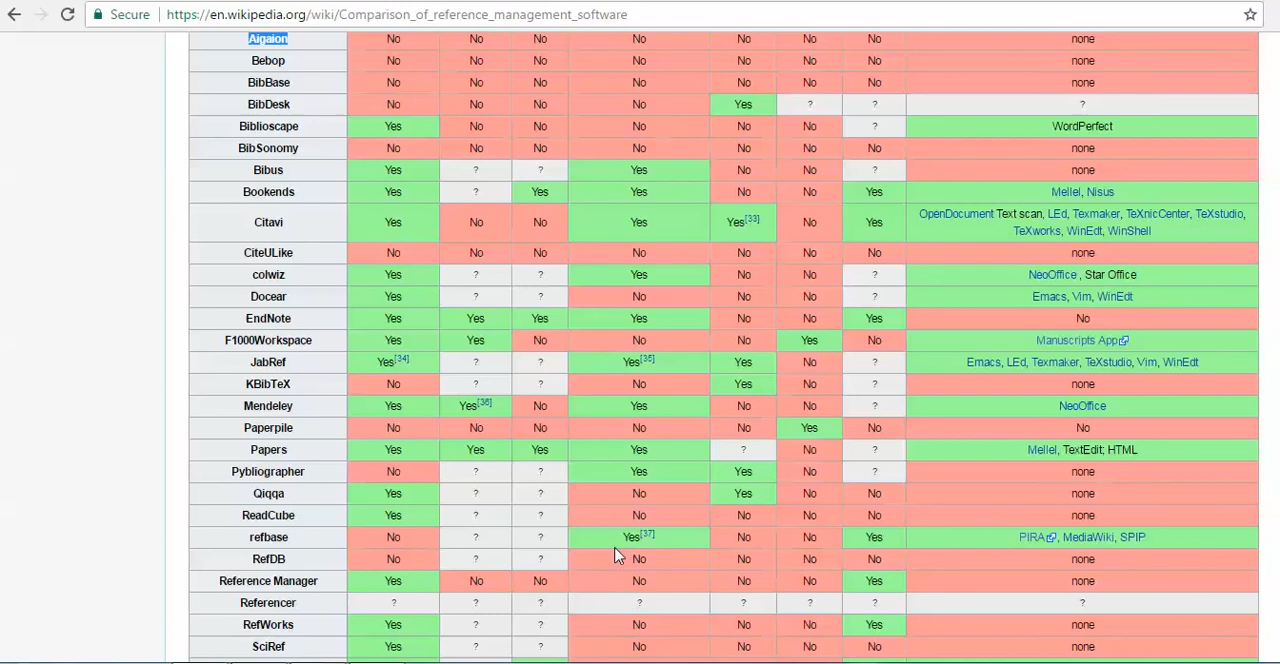 Secure https://en.wikipedia.org/wiki/Comparison_of_reference_management_software
Aigaion No No No No No No No none
Bebop No No No No No No No none
BibBase No No No No No No No none
BibDesk No No No No Yes ? ? ?
Biblioscape Yes No No No No No ? WordPerfect
BibSonomy No No No No No No No none
Bibus Yes ? ? Yes No No ? none
Bookends Yes ? Yes Yes No No Yes Mellel, Nisus
Citavi Yes No No Yes Yes[33] No Yes OpenDocument Text scan, LEd, Texmaker, TeXnicCenter, TeXstudio,
TeXworks, WinEdt, WinShell
CiteULike No No No No No No No none
colwiz Yes ? ? Yes No No ? NeoOffice , Star Office
Docear Yes ? ? No No No ? Emacs, Vim, WinEdt
EndNote Yes Yes Yes Yes No No Yes No
F1000Workspace Yes Yes No No No Yes No Manuscripts App
JabRef Yes[34] ? ? Yes[35] Yes No ? Emacs, LEd, Texmaker, TeXstudio, Vim, WinEdt
KBibTeX No ? ? No Yes No ? none
Mendeley Yes Yes[36] No Yes No No ? NeoOffice
Paperpile No No No No No Yes No No
Papers Yes Yes Yes Yes ? No ? Mellel, TextEdit; HTML
Pybliographer No ? ? Yes Yes No ? none
Qiqqa Yes ? ? No Yes No No none
ReadCube Yes ? ? No No No No none
refbase No ? ? Yes[37] No No Yes PIRA, MediaWiki, SPIP
RefDB No ? ? No No No No none
Reference Manager Yes No No No No No Yes none
Referencer ? ? ? ? ? ? ? ?
RefWorks Yes ? ? No No No Yes none
SciRef Yes ? ? No No No No none